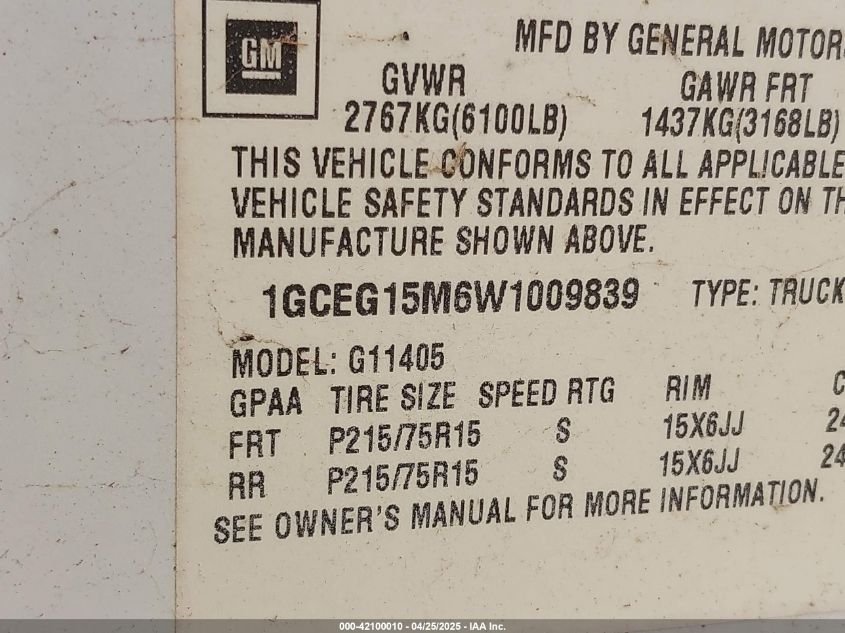 GM
MFD BY GENERAL MOTORS
GVWR GAWR FRT
2767KG(6100LB) 1437KG(3168LB)
THIS VEHICLE CONFORMS TO ALL APPLICABLE
VEHICLE SAFETY STANDARDS IN EFFECT ON TH
MANUFACTURE SHOWN ABOVE.
1GCEG15M6W1009839 TYPE: TRUCK
MODEL: G11405
GPAA TIRE SIZE SPEED RTG RIM C
FRT P215/75R15 S 15X6JJ 24
RR P215/75R15 S 15X6JJ 24
SEE OWNER'S MANUAL FOR MORE INFORMATION.
000-42100010 - 04/25/2025 - IAA Inc.